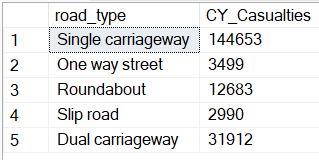 road_type CY_Casualties
1 Single carriageway 144653
2 One way street 3499
3 Roundabout 12683
4 Slip road 2990
5 Dual carriageway 31912